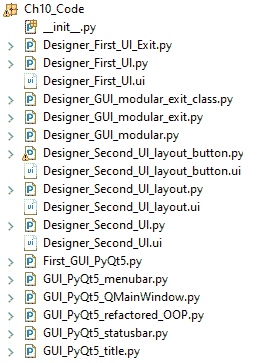 Ch10_Code
__init__.py
Designer_First_UI_Exit.py
Designer_First_UI.py
Designer_First_UI.ui
Designer_GUI_modular_exit_class.py
Designer_GUI_modular_exit.py
Designer_GUI_modular.py
Designer_Second_UI_layout_button.py
Designer_Second_UI_layout_button.ui
Designer_Second_UI_layout.py
Designer_Second_UI_layout.ui
Designer_Second_UI.py
Designer_Second_UI.ui
First_GUI_PyQt5.py
GUI_PyQt5_menubar.py
GUI_PyQt5_QMainWindow.py
GUI_PyQt5_refactored_OOP.py
GUI_PyQt5_statusbar.py
GUI_PyQt5_title.py